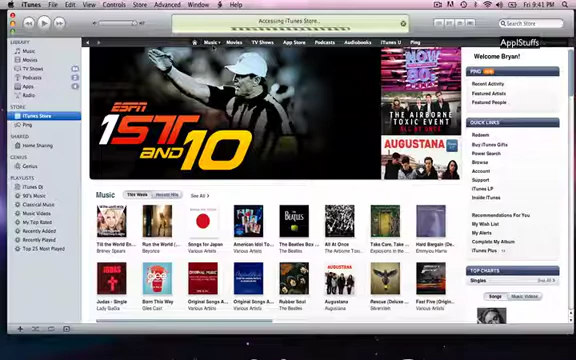 iTunes File Edit View Controls Store Advanced Window Help
Fri 9:41 PM
Accessing iTunes Store...
Search Store
ApplStuffs
Music Movies TV Shows App Store Podcasts Audiobooks iTunes U Ping
LIBRARY
Music
Movies
TV Shows
Podcasts
Apps
Radio
STORE
iTunes Store
Ping
SHARED
Home Sharing
GENIUS
Genius
PLAYLISTS
iTunes DJ
90's Music
Classical Music
Music Videos
My Top Rated
Recently Added
Recently Played
Top 25 Most Played
ESPN
1ST
AND 10
NOW
THE AIRBORNE
TOXIC EVENT
ALL AT ONCE
AUGUSTANA
Music This Week Recent Hits See All >
Till the World En...
Britney Spears
Run the World -...
Songs for Japan
Various Artists
American Idol To...
The Beatles Box ...
The Beatles
All At Once
The Airborne Tox...
Take Care, Take ...
Hard Bargain (De...
Emmylou Harris
Judas - Single
Lady GaGa
Born This Way
Glee Cast
Original Songs A...
Various Artists
Original Songs A...
Various Artists
Rubber Soul
The Beatles
Augustana
Augustana
Rescue (Deluxe ...
Fast Five (Origin...
Various Artists
Welcome Bryan!
PING
Recent Activity
Featured Artists
Featured People
QUICK LINKS
Redeem
Buy iTunes Gifts
Power Search
Browse
Account
Support
iTunes LP
Inside iTunes
Recommendations For You
My Wish List
My Alerts
Complete My Album
iTunes Plus
TOP CHARTS
Singles See All >
Songs Music Videos